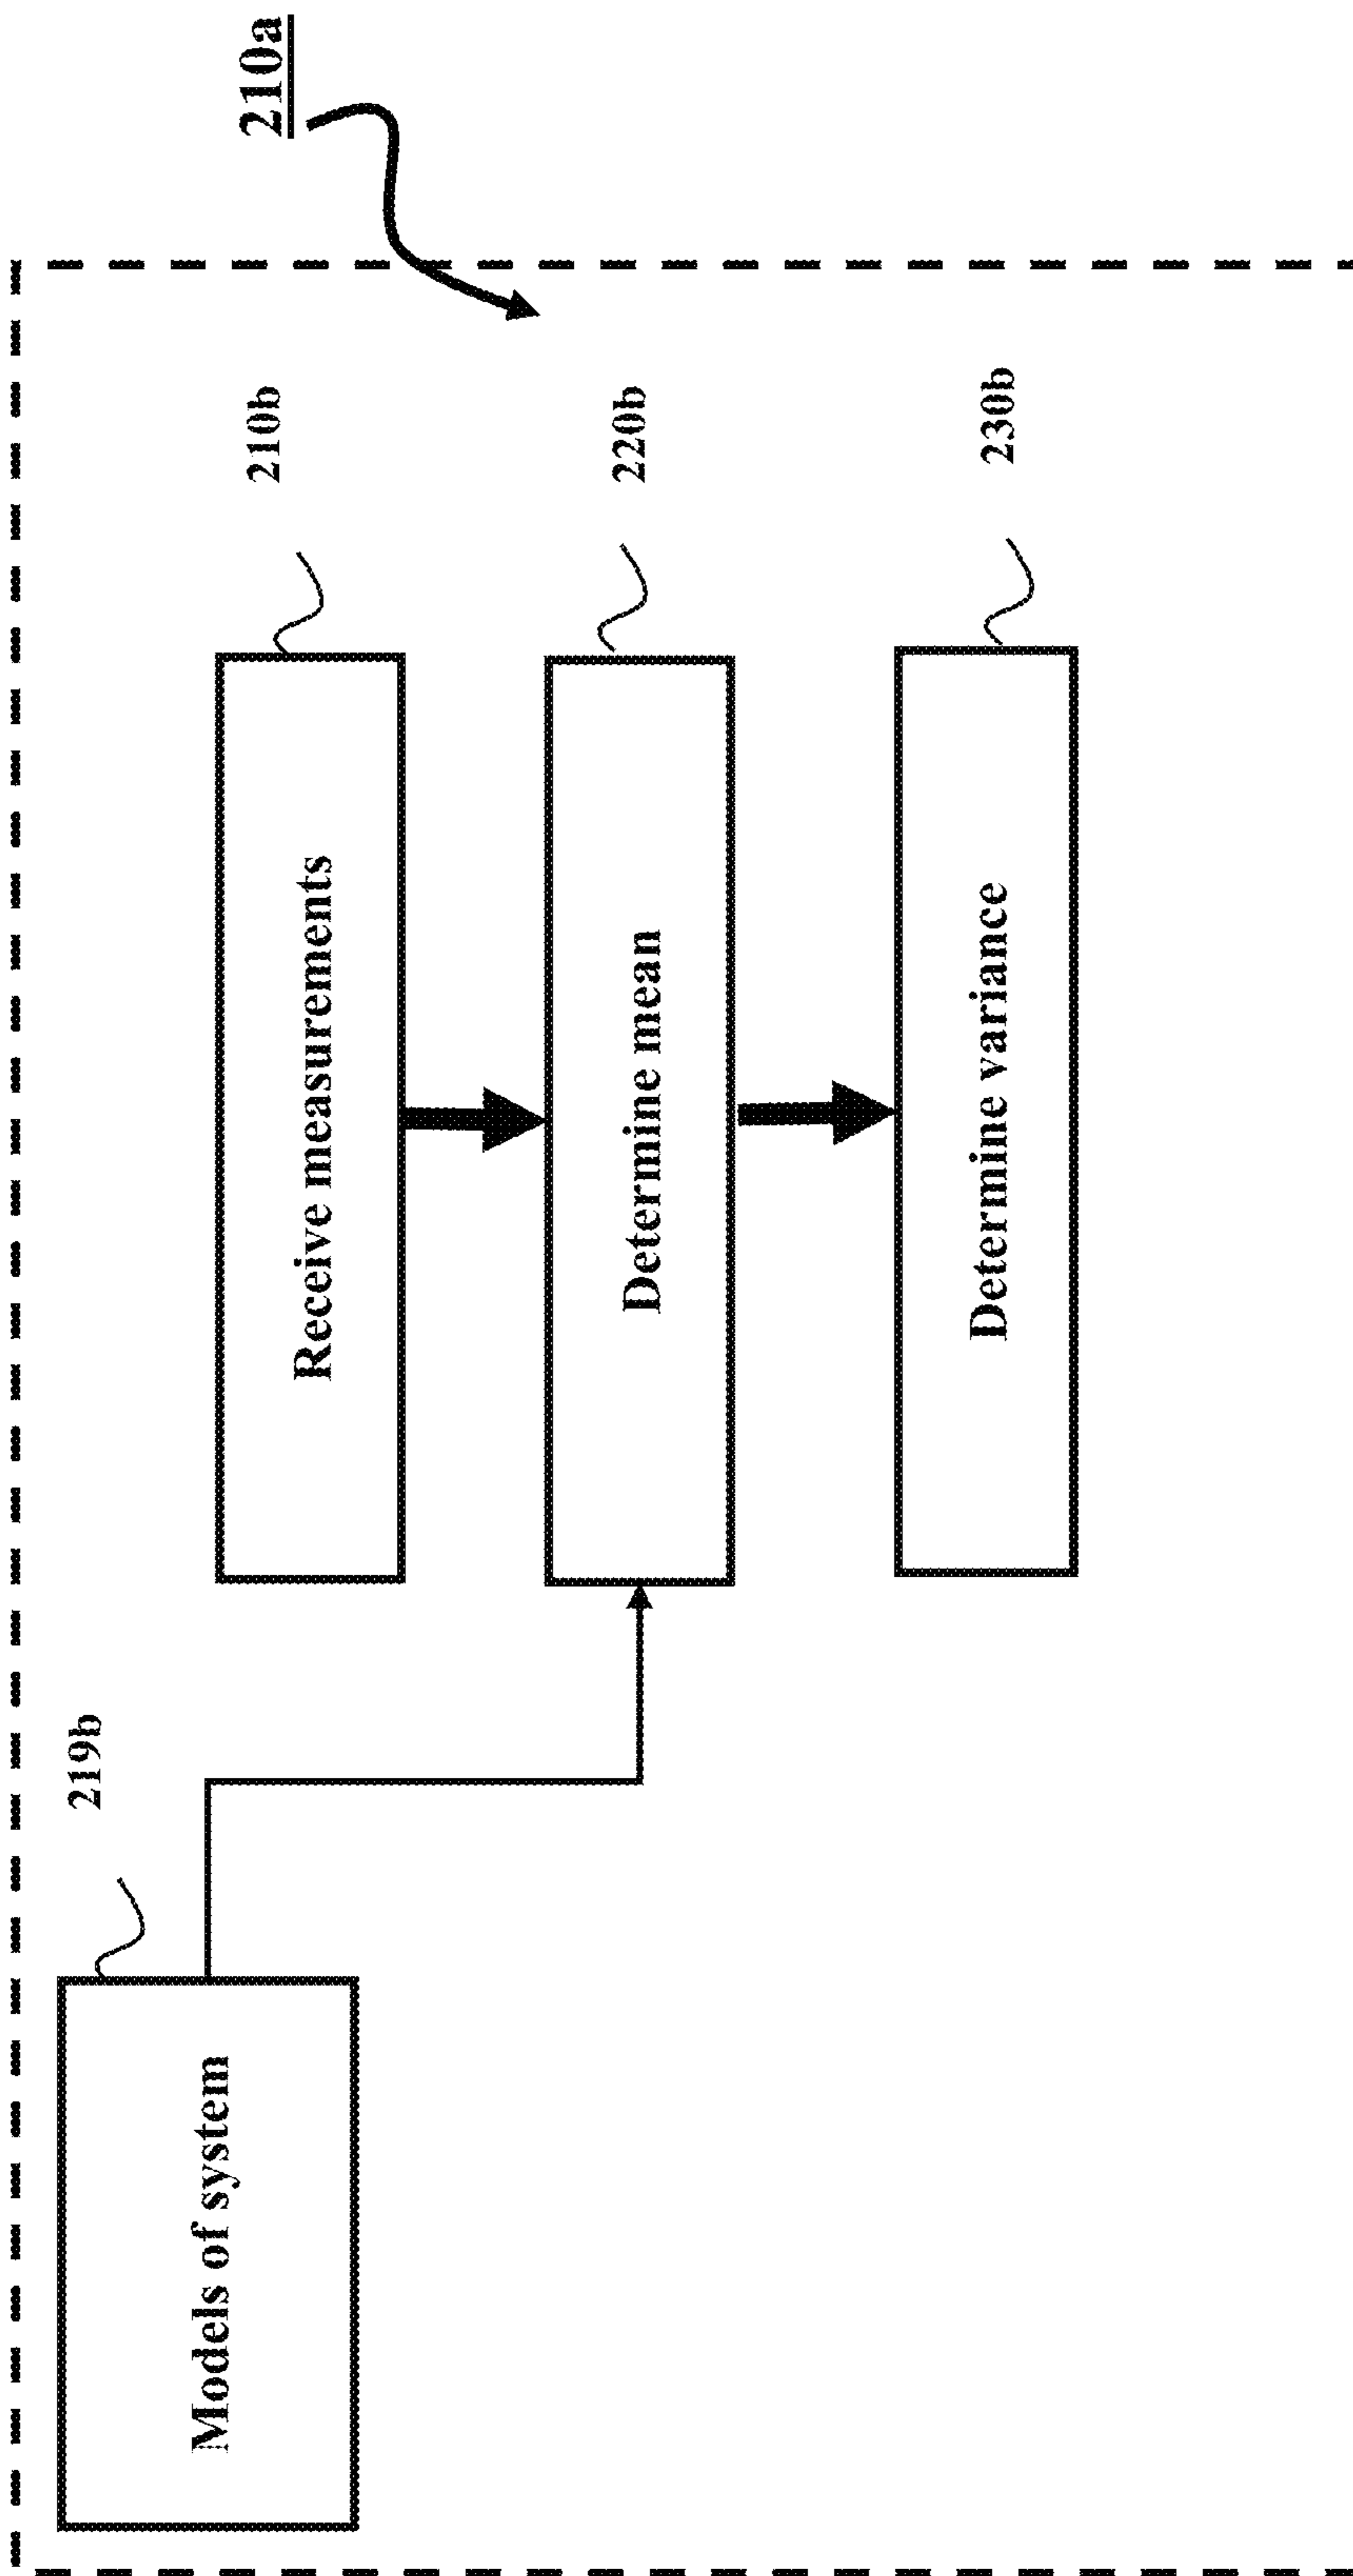 210a
219b
Models of system
210b
Receive measurements
220b
Determine mean
230b
Determine variance